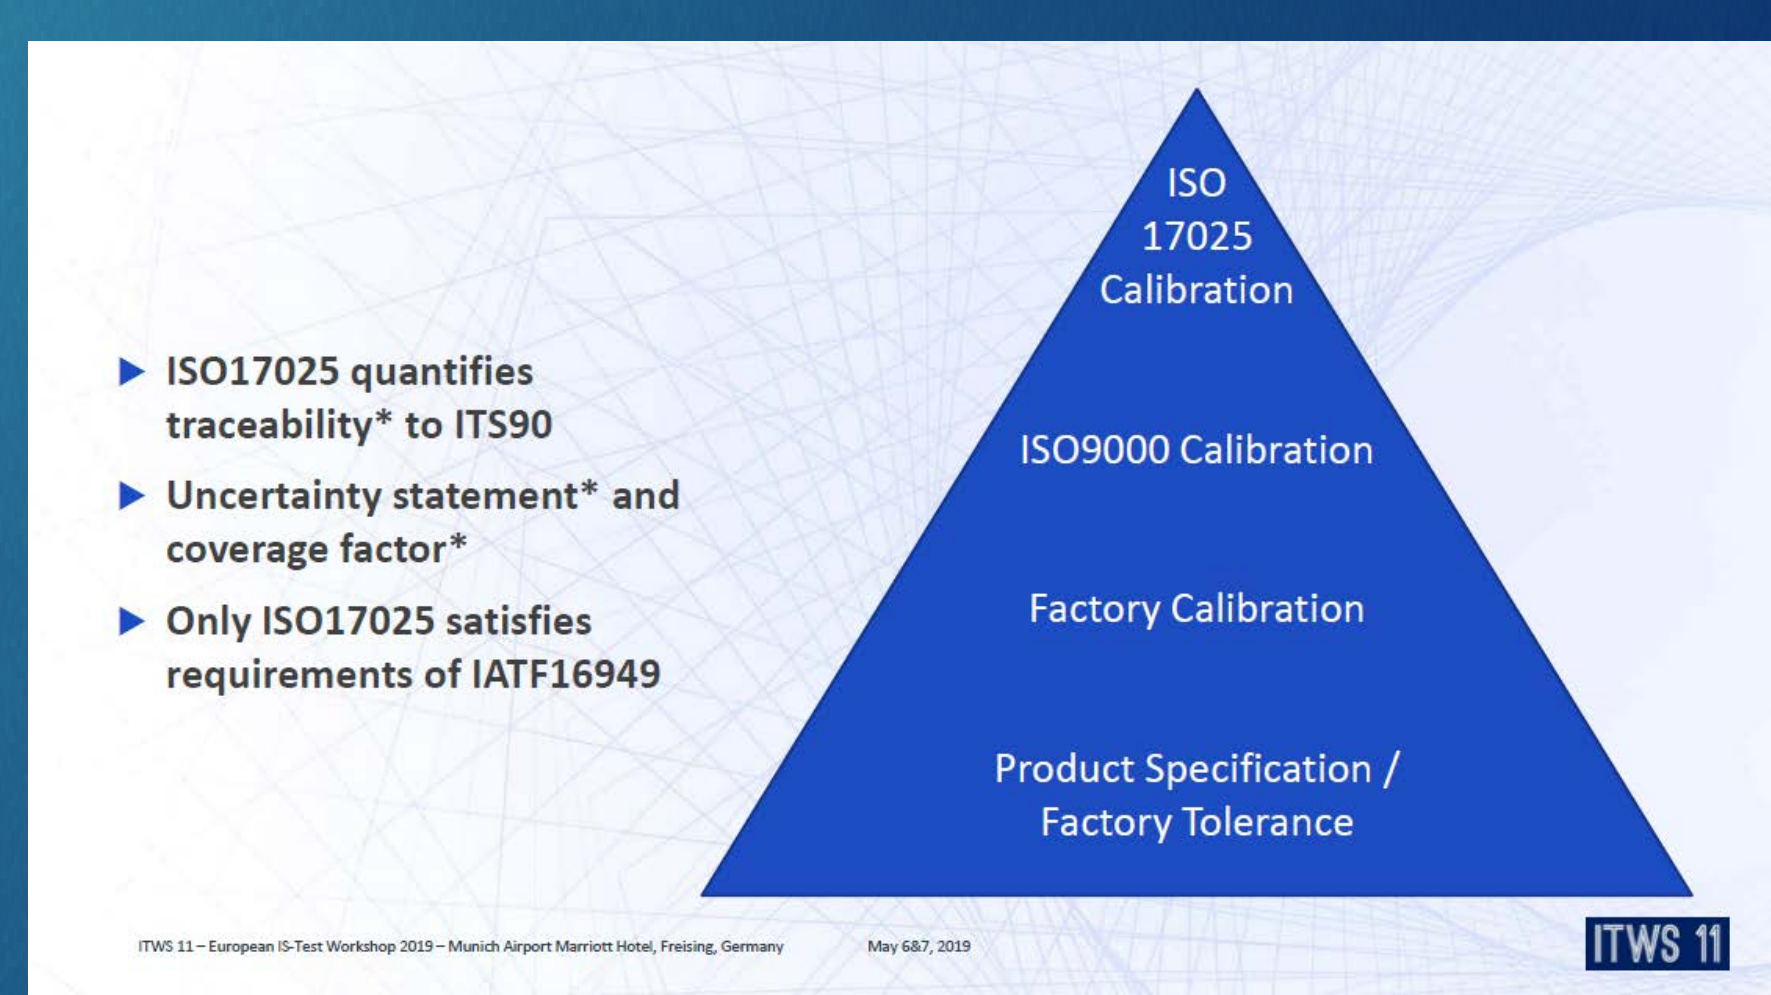 ISO17025 quantifies
traceability* to ITS90
Uncertainty statement* and
coverage factor*
Only ISO17025 satisfies
requirements of IATF16949
ISO
17025
Calibration
ISO9000 Calibration
Factory Calibration
Product Specification /
Factory Tolerance
ITWS 11 – European IS-Test Workshop 2019 – Munich Airport Marriott Hotel, Freising, Germany
May 6&7, 2019
ITWS 11